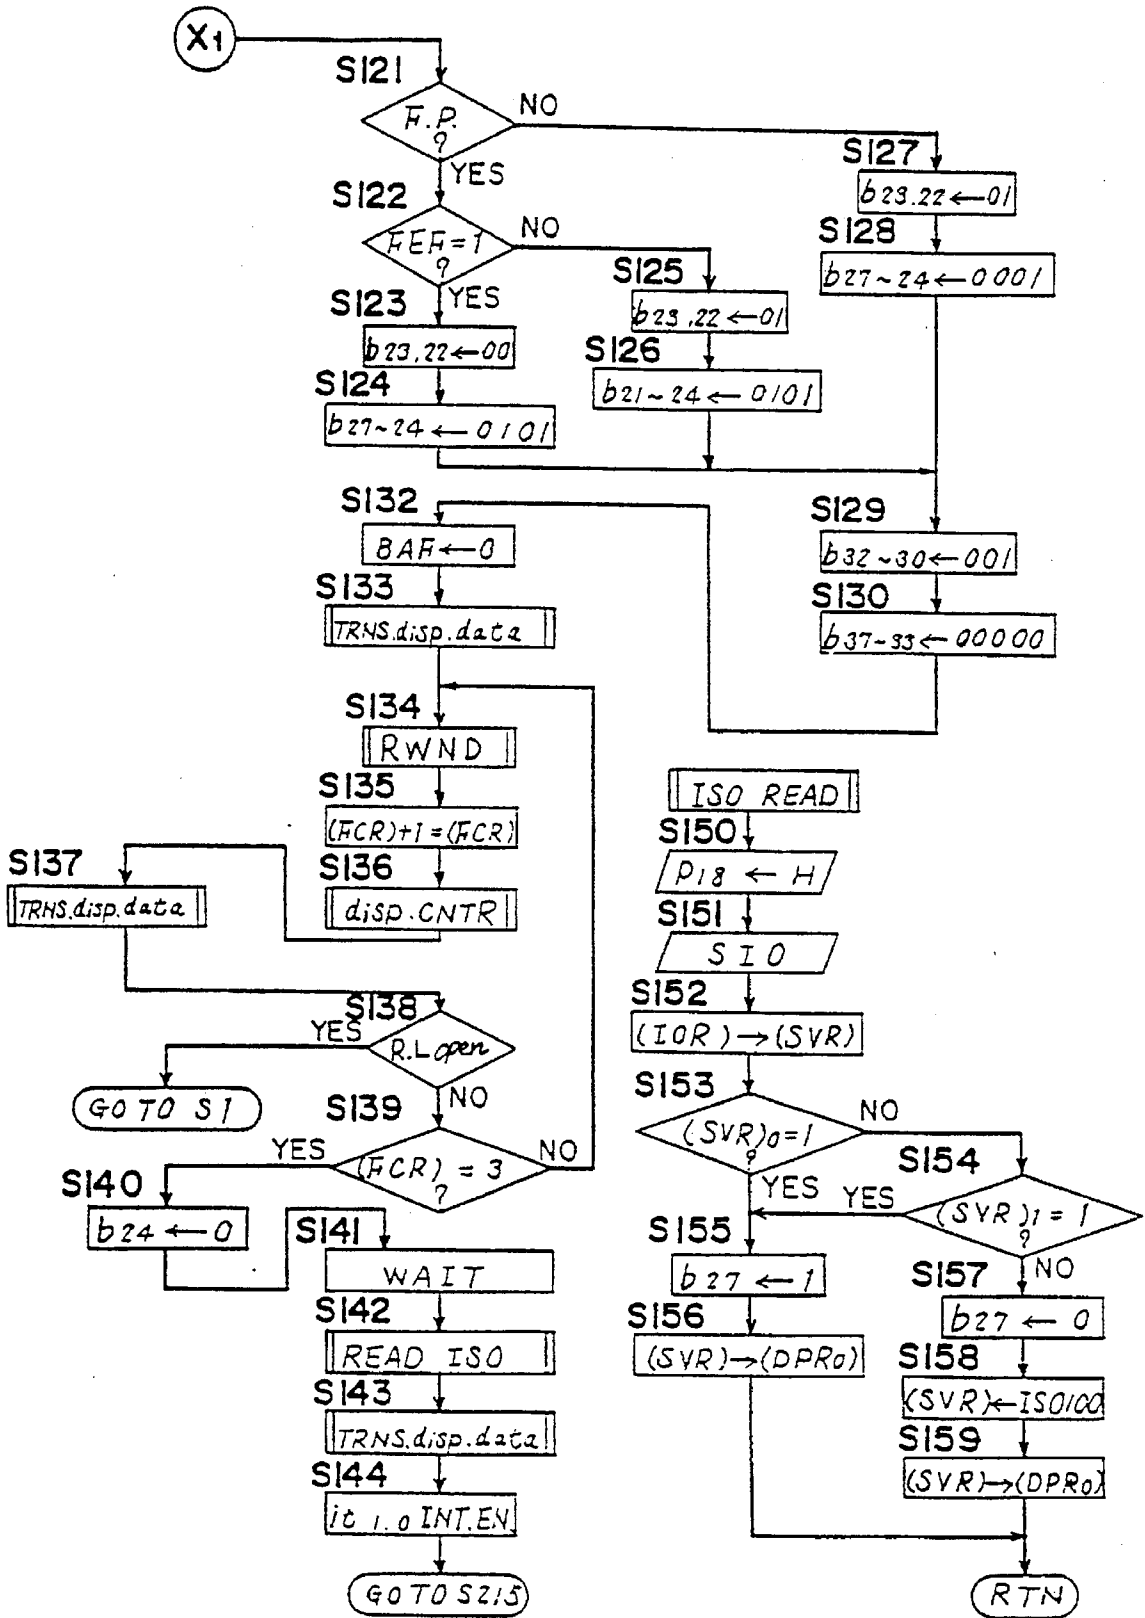 X1
S121
F.P.
?
NO
YES
S122
FEF=1
?
NO
YES
S123
b23,22←00
S124
b27~24 ← 0101
S125
b23,22←01
S126
b21~24 ← 0101
S127
b23.22←01
S128
b27~24←0001
S129
b32~30←001
S130
b37~33←00000
S132
BAF←0
S133
TRNS.disp.data
S134
RWND
S135
(FCR)+1=(FCR)
S136
disp.CNTR
S137
TRNS.disp.data
S138
R.L open
YES
NO
GO TO S1
S139
(FCR) = 3
?
YES
NO
S140
b24 ← 0
S141
WAIT
S142
READ ISO
S143
TRNS.disp.data
S144
it 1.0 INT.EN.
GO TO S215
ISO READ
S150
P18 ← H
S151
SIO
S152
(IOR)→(SVR)
S153
(SVR)0=1
?
NO
YES
S154
(SVR)1=1
?
YES
NO
S155
b27 ← 1
S156
(SVR)→(DPR0)
S157
b27 ← 0
S158
(SVR)←ISO100
S159
(SVR)→(DPR0)
RTN